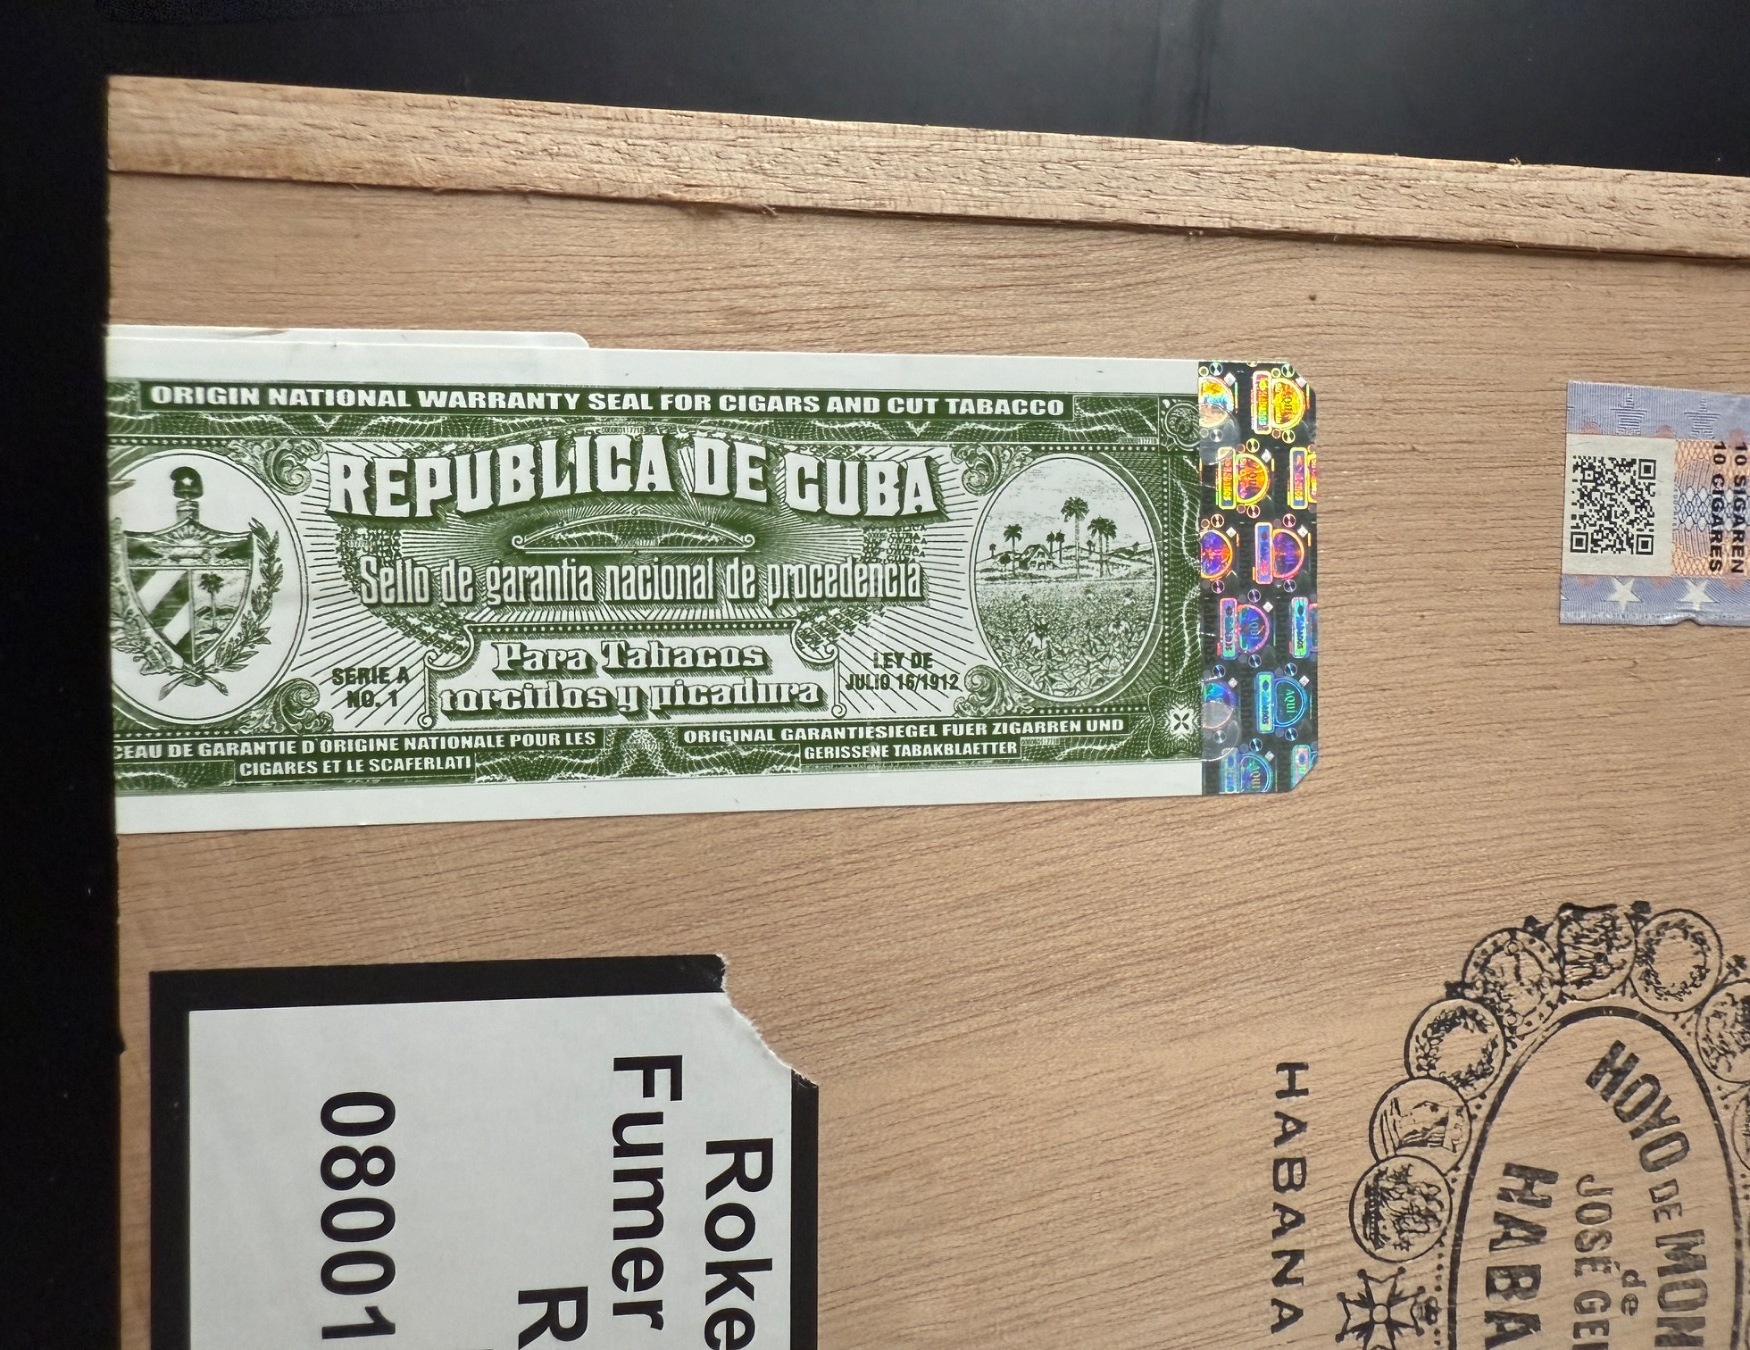 ORIGIN NATIONAL WARRANTY SEAL FOR CIGARS AND CUT TABACCO
REPUBLICA DE CUBA
Sello de garantia nacional de procedencia
Para Tabacos
torcidos y picadura
SERIE A
NO. 1
LEY DE
JULIO 16/1912
CEAU DE GARANTIE D'ORIGINE NATIONALE POUR LES
CIGARES ET LE SCAFERLATI
ORIGINAL GARANTIESIEGEL FUER ZIGARREN UND
GERISSENE TABAKBLAETTER
10 SIGAREN
10 CIGARES
Roke
Fumer
R
08001
HABANA
HOYO DE MON
de
JOSÉ GE
HABA